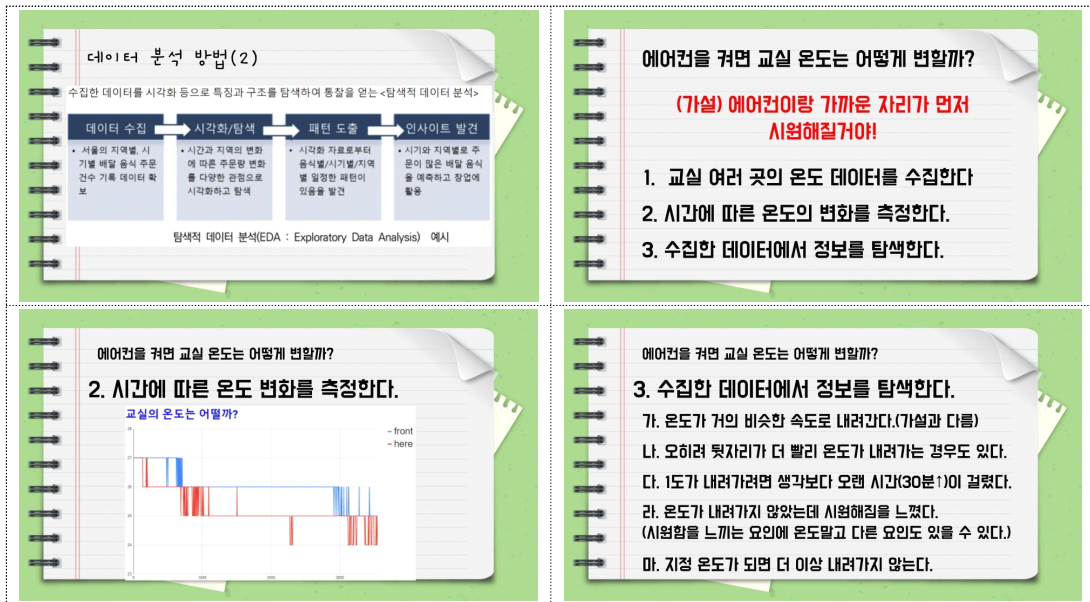 데이터 분석 방법(2)
수집한 데이터를 시각화 등으로 특징과 구조를 탐색하여 통찰을 얻는 <탐색적 데이터 분석>
데이터 수집
시각화/탐색
패턴 도출
인사이트 발견
• 서울의 지역별, 시
기별 배달 음식 주문
건수 기록 데이터 확
보
• 시간과 지역의 변화
에 따른 주문량 변화
를 다양한 관점으로
시각화하고 탐색
• 시각화 자료로부터
음식별/시기별/지역
별 일정한 패턴이
있음을 발견
• 시기와 지역별로 주
문이 많은 배달 음식
을 예측하고 창업에
활용
탐색적 데이터 분석(EDA : Exploratory Data Analysis) 예시
에어컨을 켜면 교실 온도는 어떻게 변할까?
(가설) 에어컨이랑 가까운 자리가 먼저
시원해질거야!
1. 교실 여러 곳의 온도 데이터를 수집한다
2. 시간에 따른 온도의 변화를 측정한다.
3. 수집한 데이터에서 정보를 탐색한다.
에어컨을 켜면 교실 온도는 어떻게 변할까?
2. 시간에 따른 온도 변화를 측정한다.
교실의 온도는 어떨까?
front
here
28
27
26
25
24
23
0
1000
2000
3000
에어컨을 켜면 교실 온도는 어떻게 변할까?
3. 수집한 데이터에서 정보를 탐색한다.
가. 온도가 거의 비슷한 속도로 내려간다.(가설과 다름)
나. 오히려 뒷자리가 더 빨리 온도가 내려가는 경우도 있다.
다. 1도가 내려가려면 생각보다 오랜 시간(30분↑)이 걸렸다.
라. 온도가 내려가지 않았는데 시원해짐을 느꼈다.
(시원함을 느끼는 요인에 온도말고 다른 요인도 있을 수 있다.)
마. 지정 온도가 되면 더 이상 내려가지 않는다.